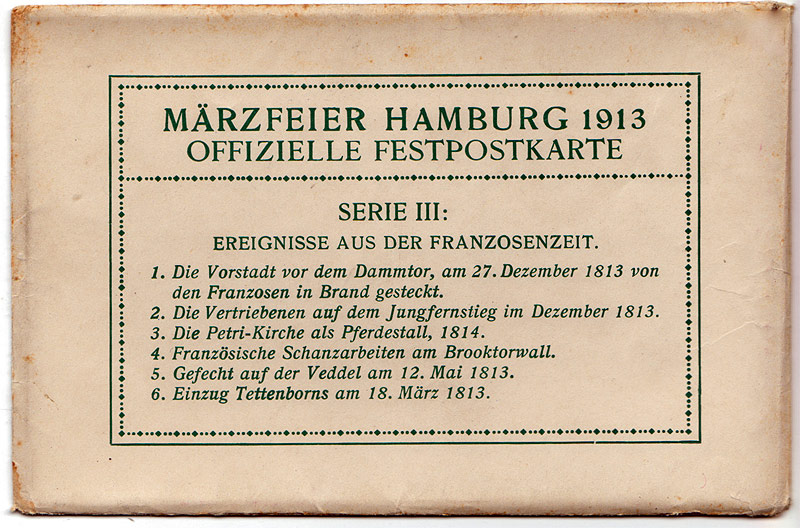 MÄRZFEIER HAMBURG 1913
OFFIZIELLE FESTPOSTKARTE
SERIE III:
EREIGNISSE AUS DER FRANZOSENZEIT.
1. Die Vorstadt vor dem Dammtor, am 27. Dezember 1813 von
den Franzosen in Brand gesteckt.
2. Die Vertriebenen auf dem Jungfernstieg im Dezember 1813.
3. Die Petri-Kirche als Pferdestall, 1814.
4. Französische Schanzarbeiten am Brooktorwall.
5. Gefecht auf der Veddel am 12. Mai 1813.
6. Einzug Tettenborns am 18. März 1813.